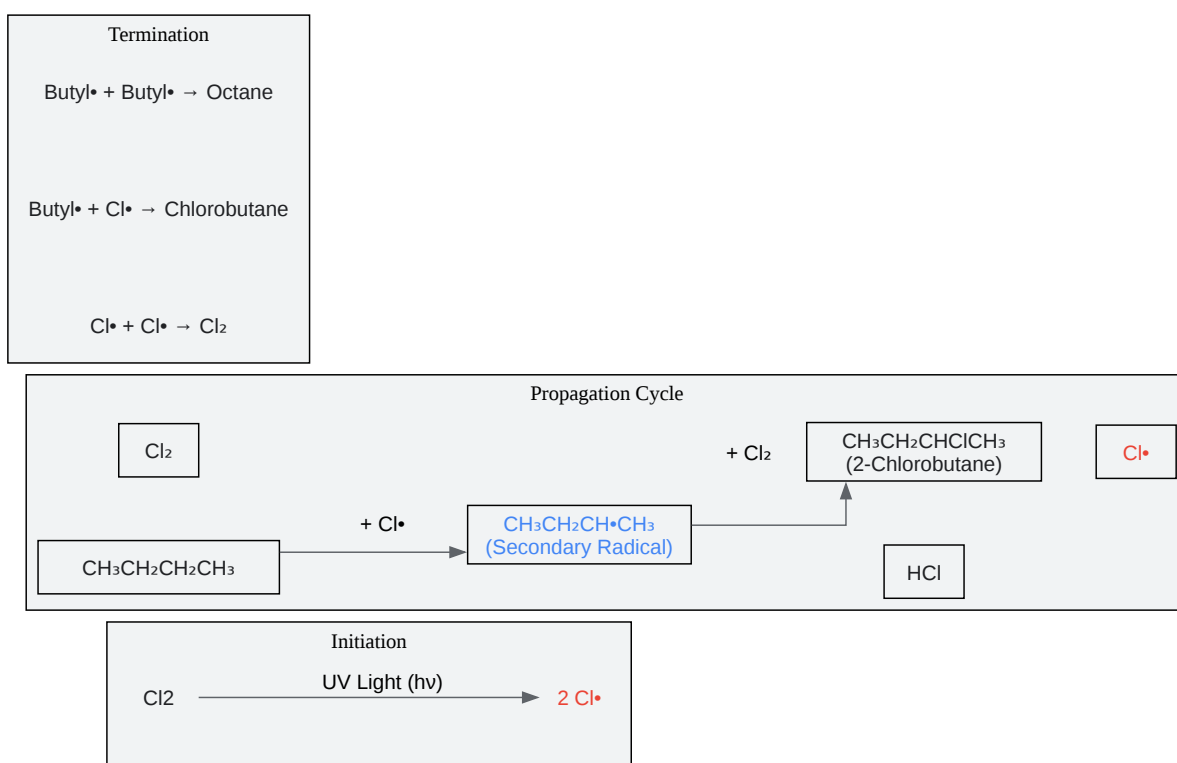 Termination
Butyl• + Butyl• → Octane
Butyl• + Cl• → Chlorobutane
Cl• + Cl• → Cl₂
Propagation Cycle
Cl₂
+ Cl₂
CH₃CH₂CHClCH₃
(2-Chlorobutane)
Cl•
+ Cl•
CH₃CH₂CH•CH₃
(Secondary Radical)
CH₃CH₂CH₂CH₃
HCl
Initiation
Cl2
UV Light (hν)
2 Cl•